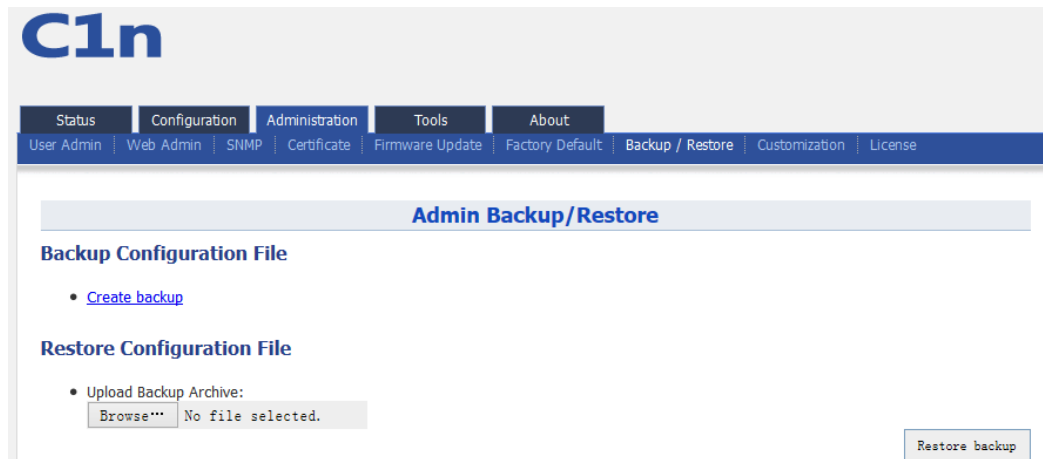 C1n
Status Configuration Administration Tools About
User Admin Web Admin SNMP Certificate Firmware Update Factory Default Backup / Restore Customization License
Admin Backup/Restore
Backup Configuration File
Create backup
Restore Configuration File
Upload Backup Archive:
Browse… No file selected.
Restore backup